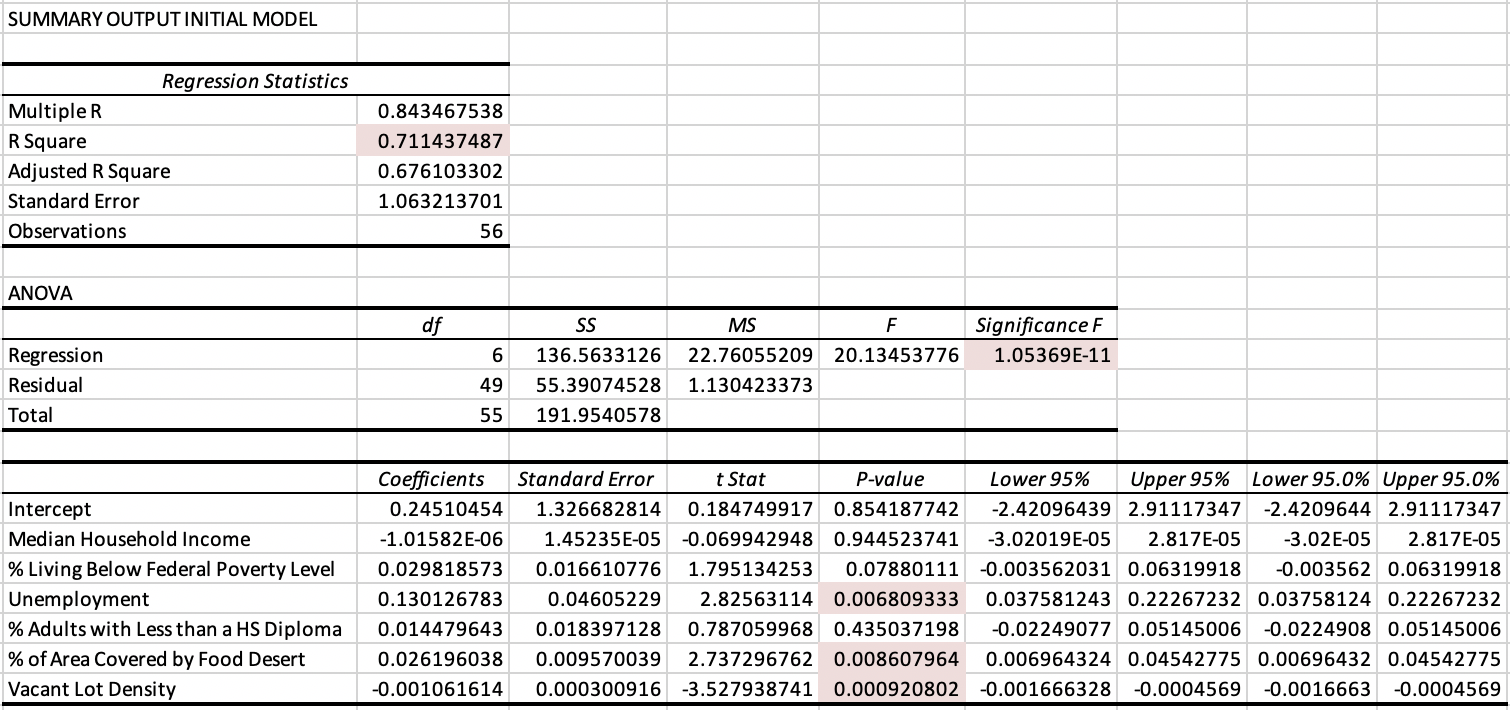 SUMMARY OUTPUT INITIAL MODEL
Regression Statistics
Multiple R 0.843467538
R Square 0.711437487
Adjusted R Square 0.676103302
Standard Error 1.063213701
Observations 56
ANOVA
df SS MS F Significance F
Regression 6 136.5633126 22.76055209 20.13453776 1.05369E-11
Residual 49 55.39074528 1.130423373
Total 55 191.9540578
Coefficients Standard Error t Stat P-value Lower 95% Upper 95% Lower 95.0% Upper 95.0%
Intercept 0.24510454 1.326682814 0.184749917 0.854187742 -2.42096439 2.91117347 -2.4209644 2.91117347
Median Household Income -1.01582E-06 1.45235E-05 -0.069942948 0.944523741 -3.02019E-05 2.817E-05 -3.02E-05 2.817E-05
% Living Below Federal Poverty Level 0.029818573 0.016610776 1.795134253 0.07880111 -0.003562031 0.06319918 -0.003562 0.06319918
Unemployment 0.130126783 0.04605229 2.82563114 0.006809333 0.037581243 0.22267232 0.03758124 0.22267232
% Adults with Less than a HS Diploma 0.014479643 0.018397128 0.787059968 0.435037198 -0.02249077 0.05145006 -0.0224908 0.05145006
% of Area Covered by Food Desert 0.026196038 0.009570039 2.737296762 0.008607964 0.006964324 0.04542775 0.00696432 0.04542775
Vacant Lot Density -0.001061614 0.000300916 -3.527938741 0.000920802 -0.001666328 -0.0004569 -0.0016663 -0.0004569